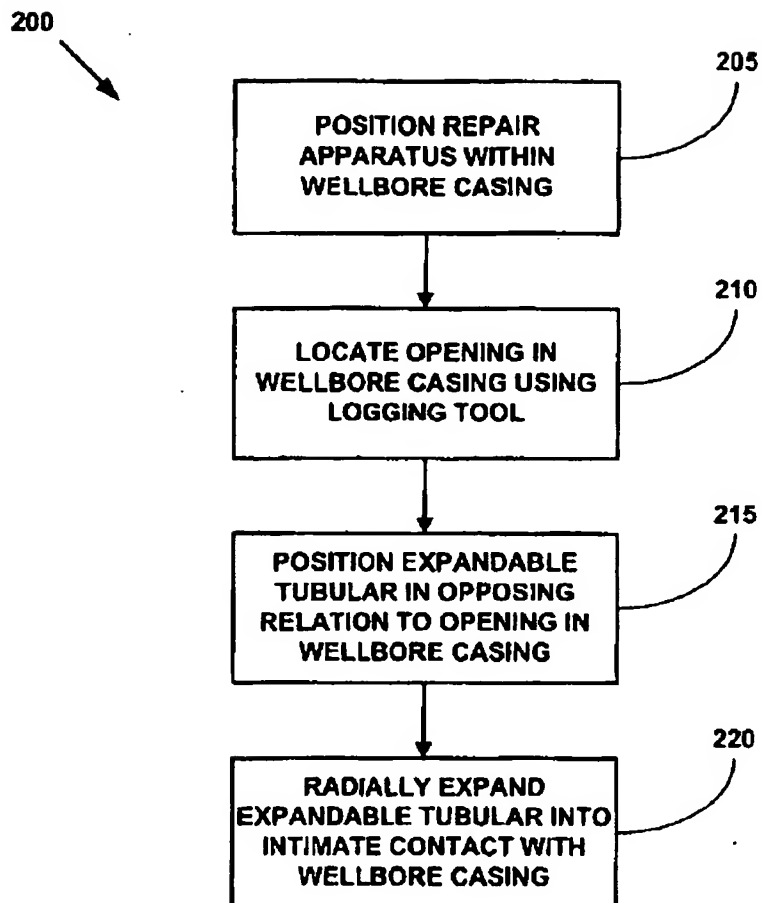 200
205
POSITION REPAIR
APPARATUS WITHIN
WELLBORE CASING
210
LOCATE OPENING IN
WELLBORE CASING USING
LOGGING TOOL
215
POSITION EXPANDABLE
TUBULAR IN OPPOSING
RELATION TO OPENING IN
WELLBORE CASING
220
RADIALLY EXPAND
EXPANDABLE TUBULAR INTO
INTIMATE CONTACT WITH
WELLBORE CASING